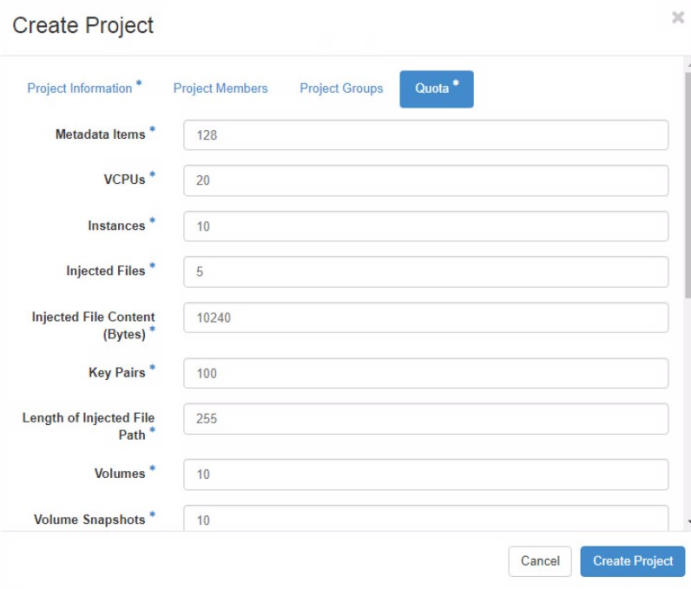 Create Project
×
Project Information * Project Members Project Groups Quota *
Metadata Items * 128
VCPUs * 20
Instances * 10
Injected Files * 5
Injected File Content 10240
(Bytes) *
Key Pairs * 100
Length of Injected File 255
Path *
Volumes * 10
Volume Snapshots * 10
Cancel Create Project